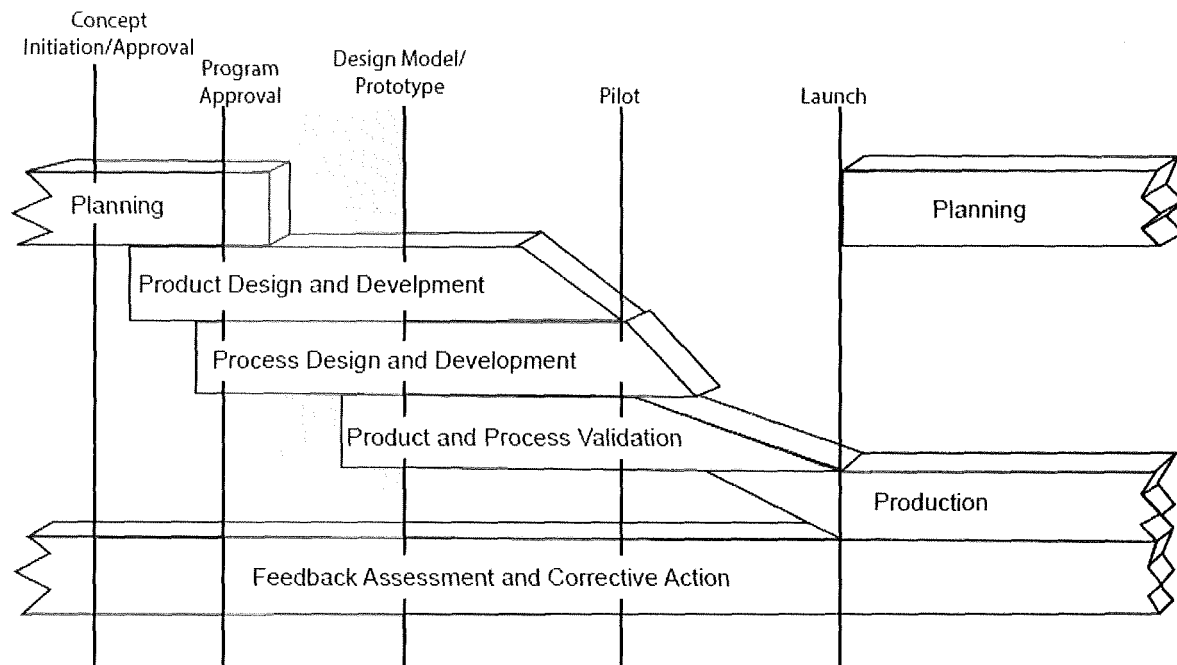 Concept
Initiation/Approval
Program
Approval
Design Model/
Prototype
Pilot
Launch
Planning
Planning
Product Design and Develpment
Process Design and Development
Product and Process Validation
Production
Feedback Assessment and Corrective Action